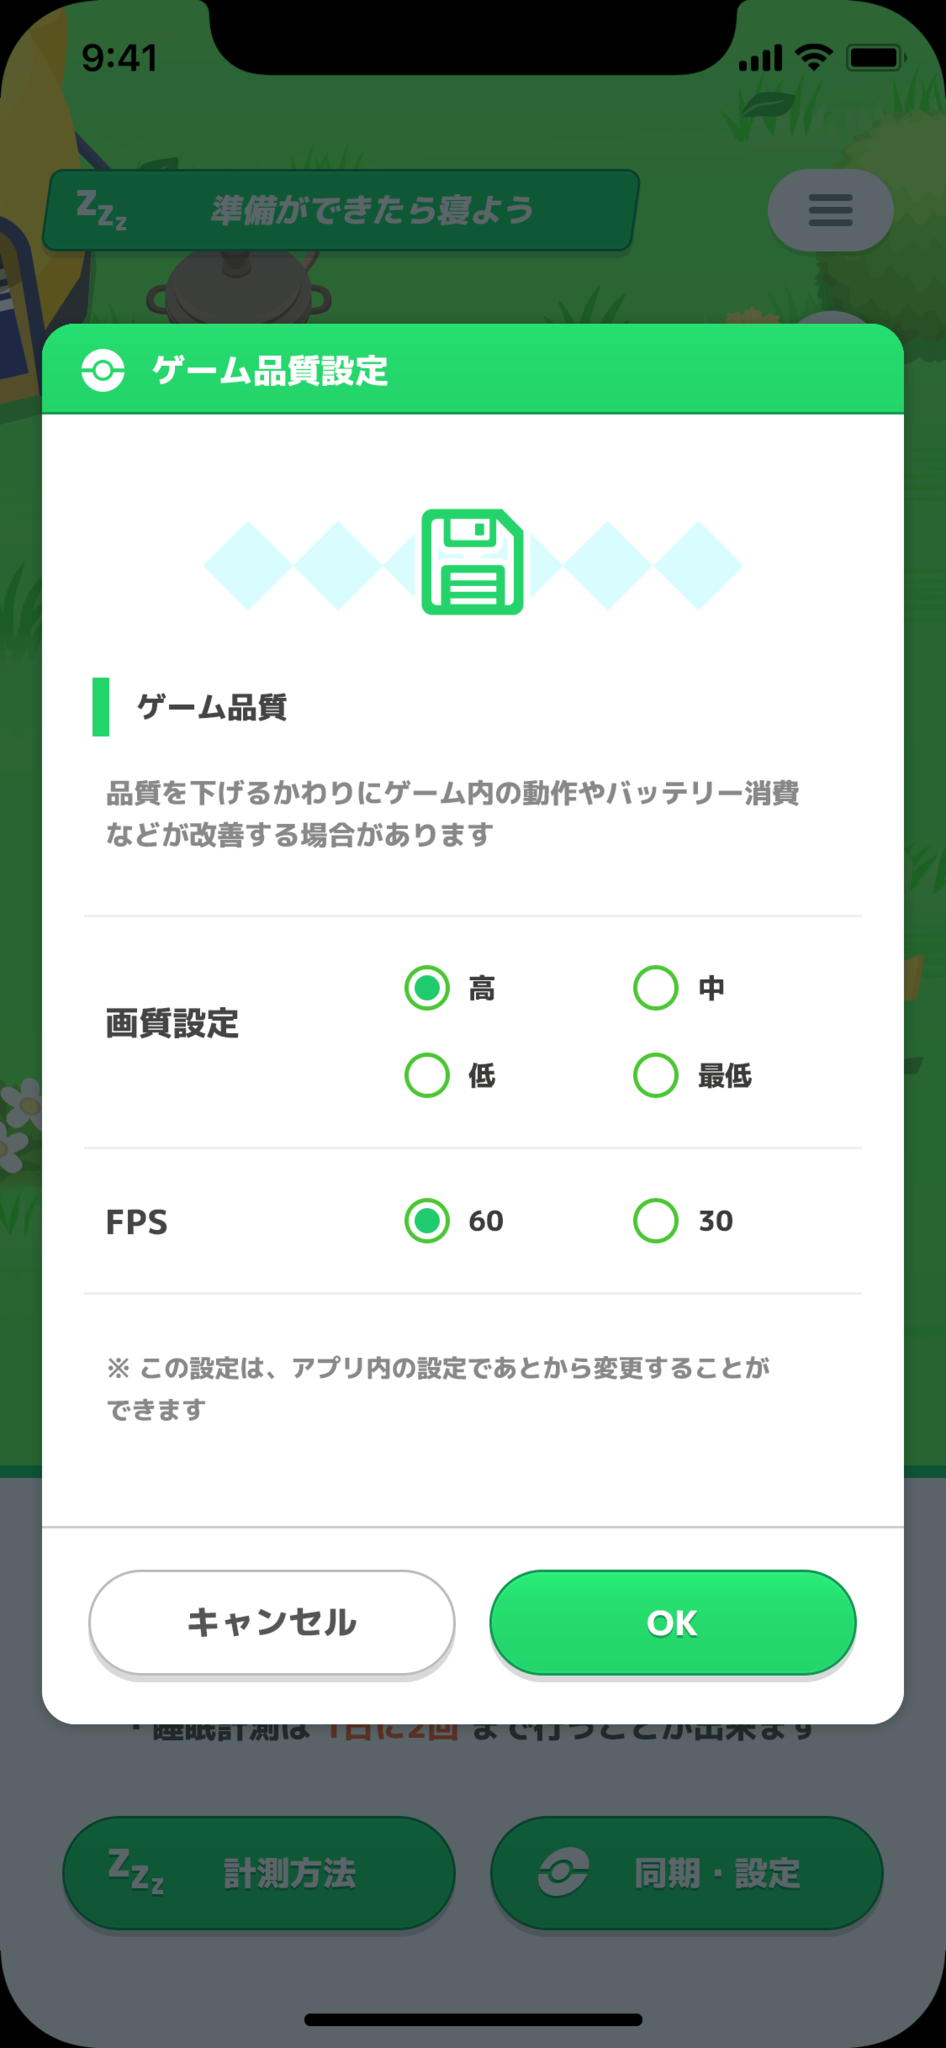 9:41
zzz 準備ができたら寝よう
ゲーム品質設定
ゲーム品質
品質を下げるかわりにゲーム内の動作やバッテリー消費
などが改善する場合があります
画質設定
高 中
低 最低
FPS
60 30
※ この設定は、アプリ内の設定であとから変更することが
できます
キャンセル OK
・睡眠計測は 1日に2回 まで行うことが出来ます
zzz 計測方法 同期・設定